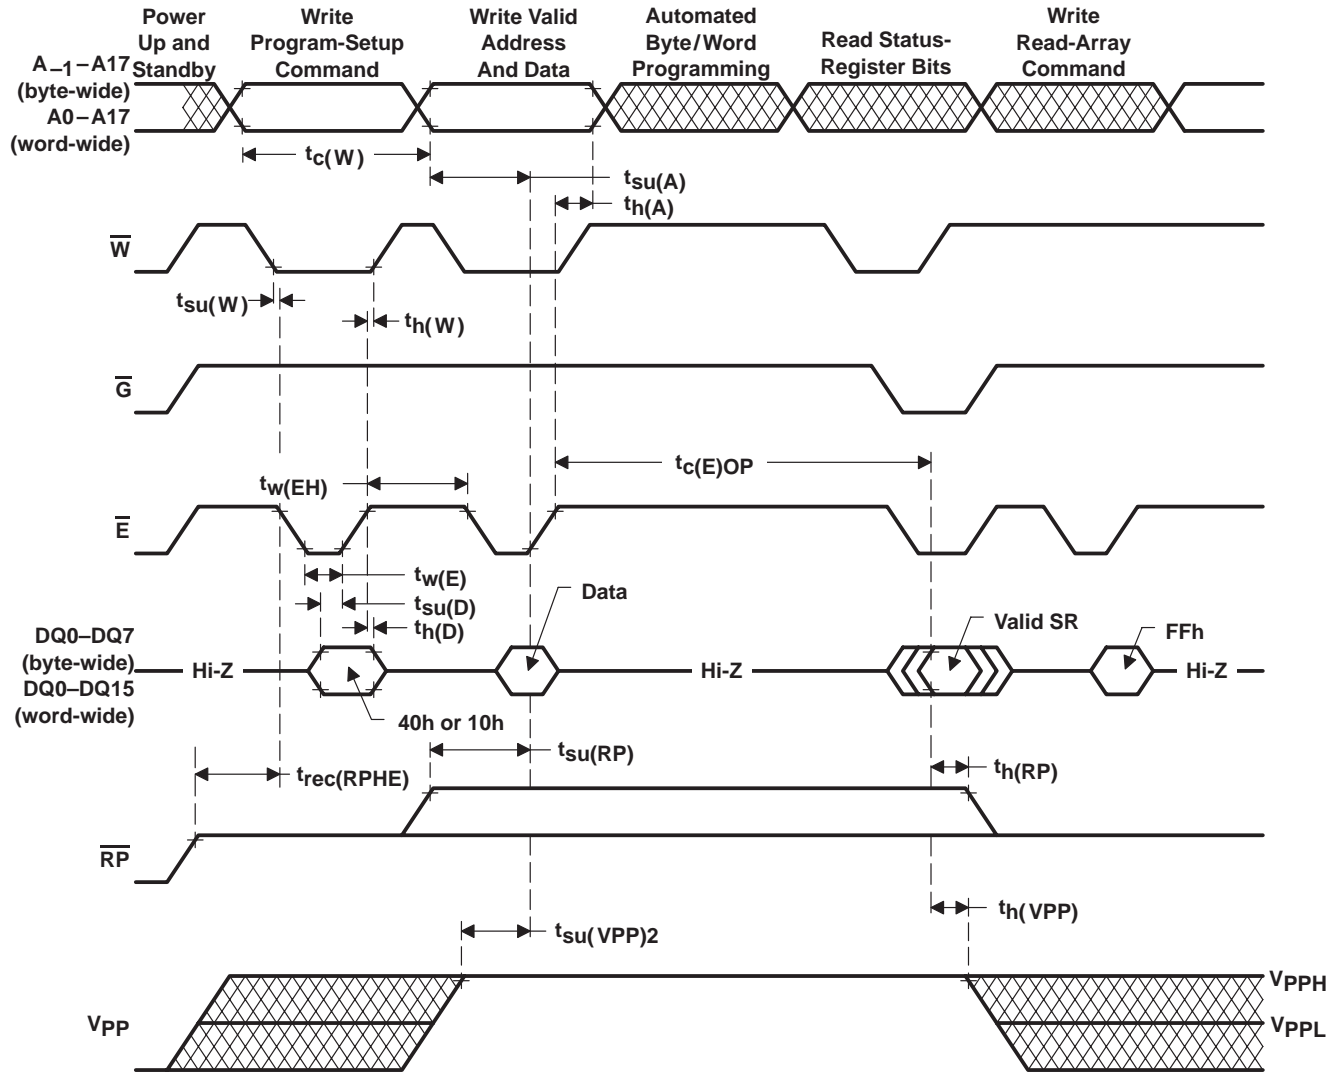 Power
Up and
Standby
Write
Program-Setup
Command
Write Valid
Address
And Data
Automated
Byte/Word
Programming
Read Status-
Register Bits
Write
Read-Array
Command
A–1–A17
(byte-wide)
A0–A17
(word-wide)
tc(W)
tsu(A)
th(A)
W
tsu(W)
th(W)
G
tc(E)OP
tw(EH)
E
tw(E)
tsu(D)
th(D)
Data
Valid SR
FFh
DQ0–DQ7
(byte-wide)
DQ0–DQ15
(word-wide)
Hi-Z
Hi-Z
Hi-Z
40h or 10h
tsu(RP)
trec(RPHE)
th(RP)
RP
th(VPP)
tsu(VPP)2
VPP
VPPH
VPPL